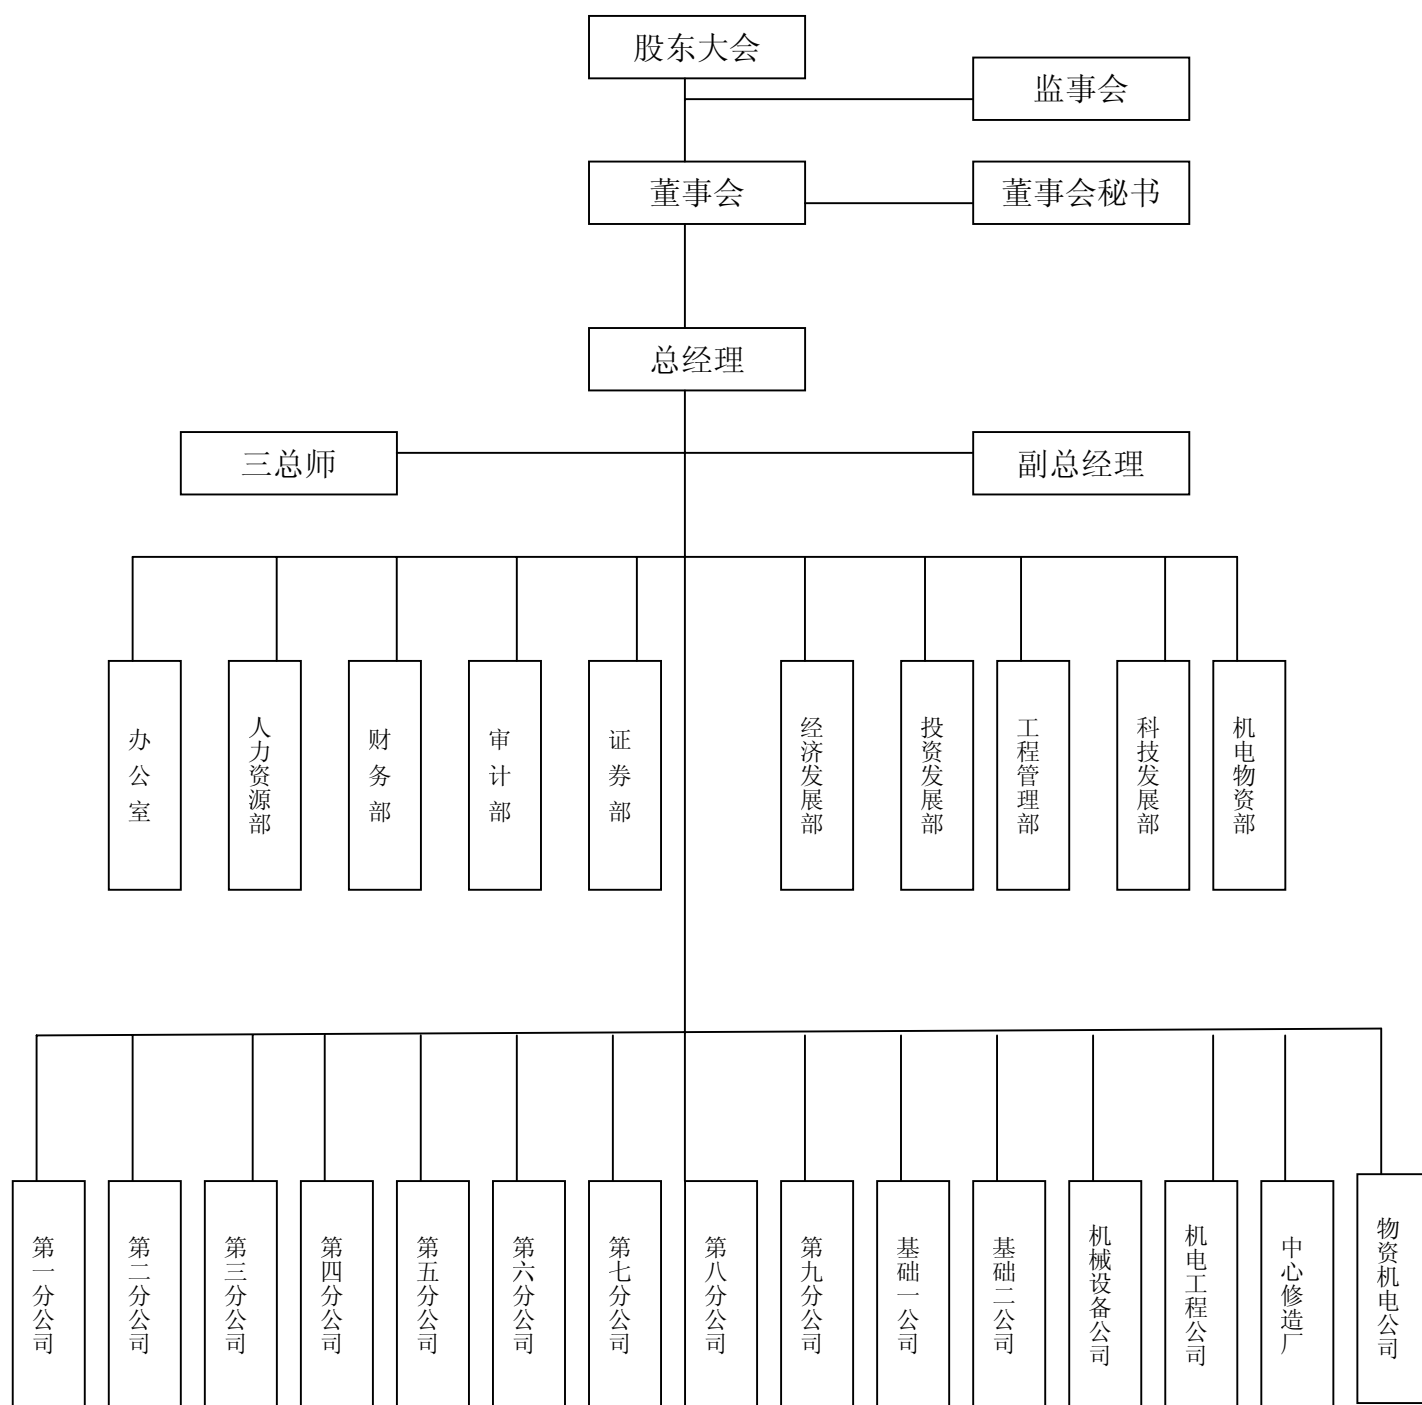 股东大会
监事会
董事会
董事会秘书
总经理
三总师
副总经理
办公室
人力资源部
财务部
审计部
证券部
经济发展部
投资发展部
工程管理部
科技发展部
机电物资部
第一分公司
第二分公司
第三分公司
第四分公司
第五分公司
第六分公司
第七分公司
第八分公司
第九分公司
基础一公司
基础二公司
机械设备公司
机电工程公司
中心修造厂
物资机电公司